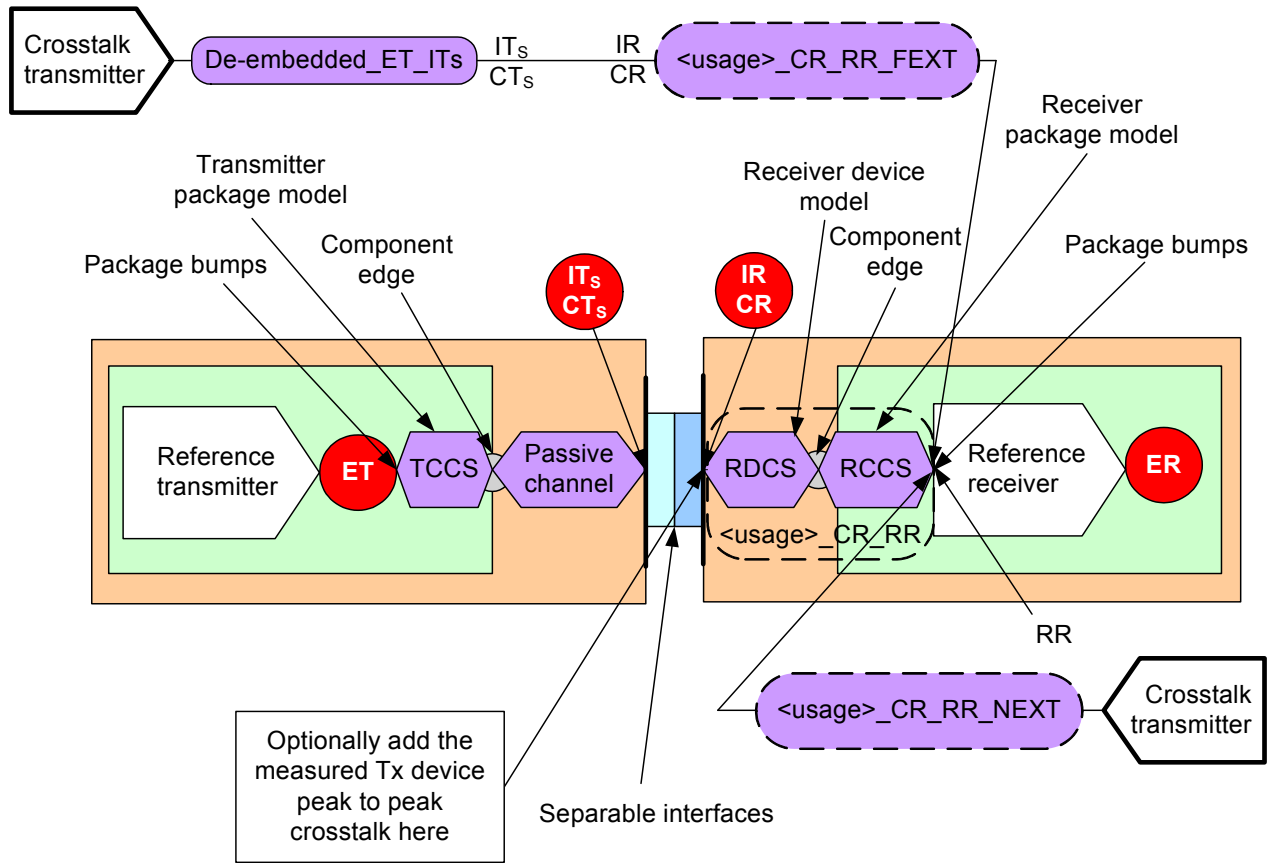 Crosstalk
transmitter
De-embedded_ET_ITs
ITS
CTS
IR
CR
<usage>_CR_RR_FEXT
Receiver
package model
Transmitter
package model
Receiver device
model
Component
edge
Component
edge
Package bumps
Package bumps
ITS
CTS
IR
CR
Reference
transmitter
ET
TCCS
Passive
channel
RDCS
RCCS
Reference
receiver
ER
<usage>_CR_RR
RR
<usage>_CR_RR_NEXT
Crosstalk
transmitter
Optionally add the
measured Tx device
peak to peak
crosstalk here
Separable interfaces